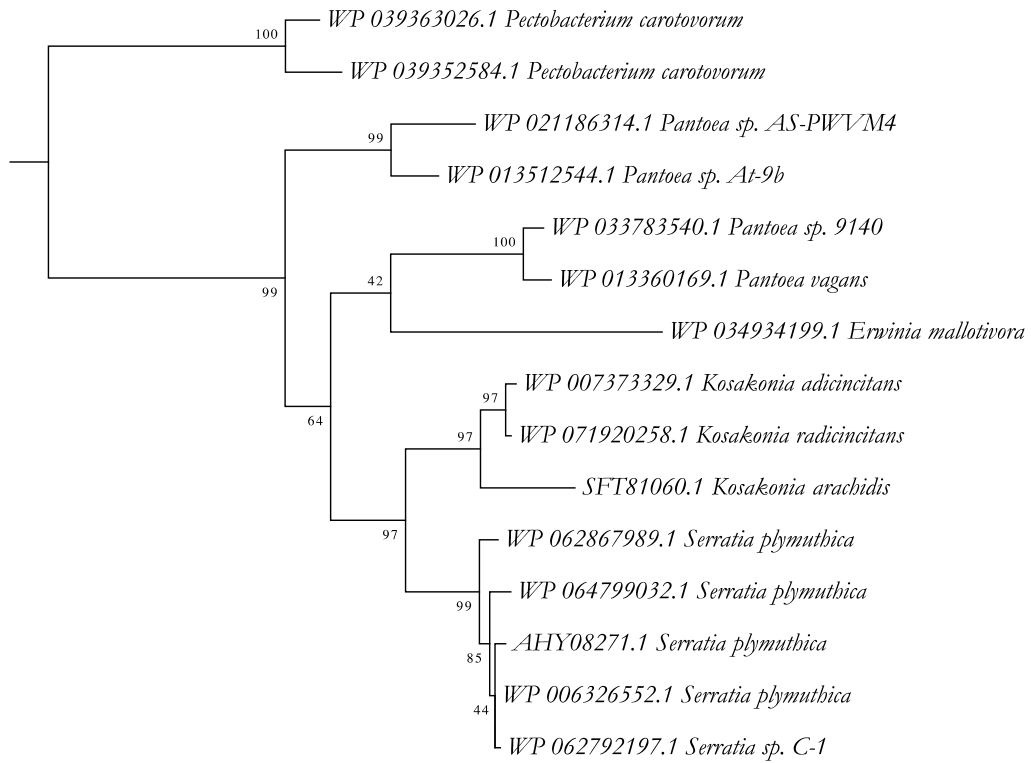 WP 039363026.1 Pectobacterium carotovorum
100
WP 039352584.1 Pectobacterium carotovorum
WP 021186314.1 Pantoea sp. AS-PWVM4
99
WP 013512544.1 Pantoea sp. At-9b
WP 033783540.1 Pantoea sp. 9140
100
WP 013360169.1 Pantoea vagans
42
99
WP 034934199.1 Erwinia mallotivora
WP 007373329.1 Kosakonia adicincitans
97
64
97
WP 071920258.1 Kosakonia radicincitans
SFT81060.1 Kosakonia arachidis
97
WP 062867989.1 Serratia plymuthica
WP 064799032.1 Serratia plymuthica
99
AHY08271.1 Serratia plymuthica
85
WP 006326552.1 Serratia plymuthica
44
WP 062792197.1 Serratia sp. C-1